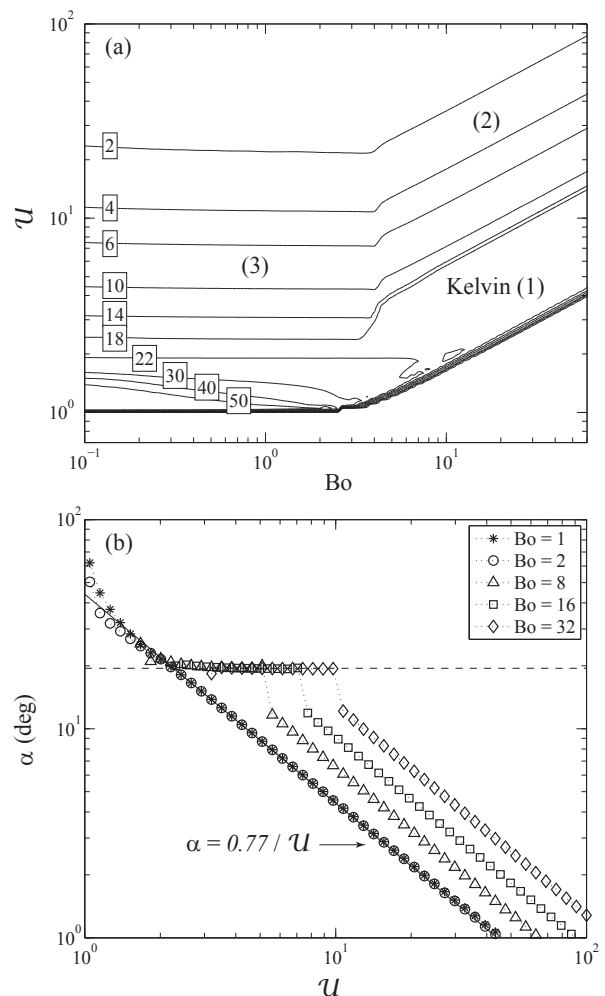 (a)
10²
10¹
10⁰
𝒰
2
4
6
10
14
18
22
30
40
50
(2)
(3)
Kelvin (1)
10⁻¹
10⁰
10¹
Bo
(b)
10²
10¹
10⁰
α (deg)
Bo = 1
Bo = 2
Bo = 8
Bo = 16
Bo = 32
α = 0.77 / 𝒰
10⁰
10¹
10²
𝒰